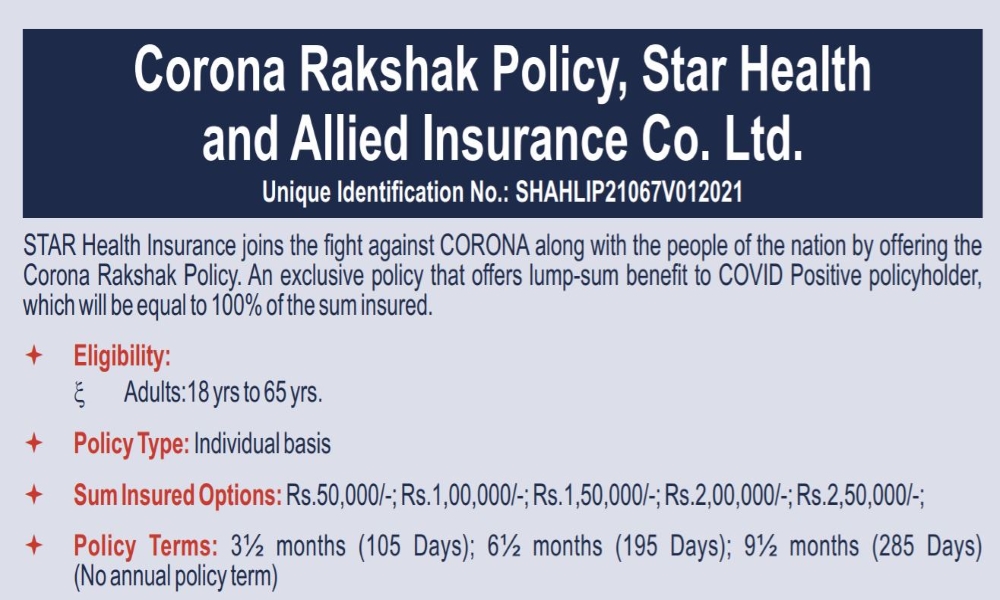 Corona Rakshak Policy, Star Health
and Allied Insurance Co. Ltd.
Unique Identification No.: SHAHLIP21067V012021
STAR Health Insurance joins the fight against CORONA along with the people of the nation by offering the
Corona Rakshak Policy. An exclusive policy that offers lump-sum benefit to COVID Positive policyholder,
which will be equal to 100% of the sum insured.
Eligibility:
ξ Adults:18 yrs to 65 yrs.
Policy Type: Individual basis
Sum Insured Options: Rs.50,000/-; Rs.1,00,000/-; Rs.1,50,000/-; Rs.2,00,000/-; Rs.2,50,000/-;
Policy Terms: 3½ months (105 Days); 6½ months (195 Days); 9½ months (285 Days)
(No annual policy term)